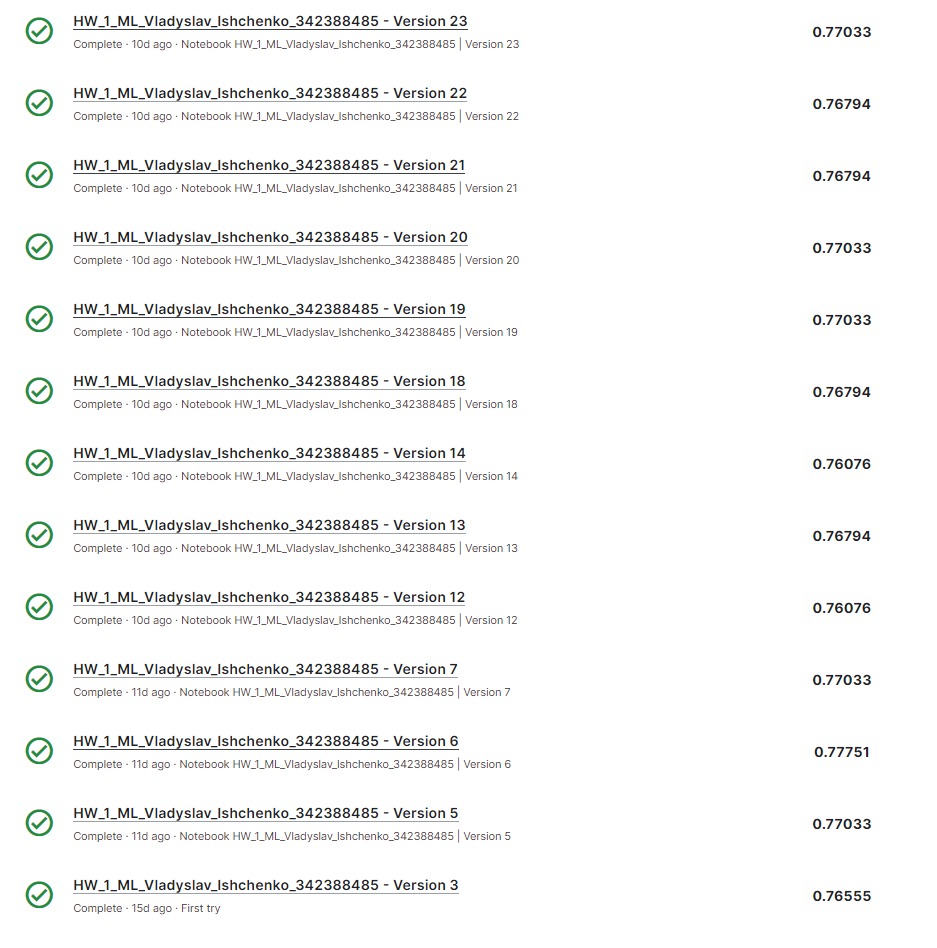 HW_1_ML_Vladyslav_Ishchenko_342388485 - Version 23
0.77033
Complete · 10d ago · Notebook HW_1_ML_Vladyslav_Ishchenko_342388485 | Version 23
HW_1_ML_Vladyslav_Ishchenko_342388485 - Version 22
0.76794
Complete · 10d ago · Notebook HW_1_ML_Vladyslav_Ishchenko_342388485 | Version 22
HW_1_ML_Vladyslav_Ishchenko_342388485 - Version 21
0.76794
Complete · 10d ago · Notebook HW_1_ML_Vladyslav_Ishchenko_342388485 | Version 21
HW_1_ML_Vladyslav_Ishchenko_342388485 - Version 20
0.77033
Complete · 10d ago · Notebook HW_1_ML_Vladyslav_Ishchenko_342388485 | Version 20
HW_1_ML_Vladyslav_Ishchenko_342388485 - Version 19
0.77033
Complete · 10d ago · Notebook HW_1_ML_Vladyslav_Ishchenko_342388485 | Version 19
HW_1_ML_Vladyslav_Ishchenko_342388485 - Version 18
0.76794
Complete · 10d ago · Notebook HW_1_ML_Vladyslav_Ishchenko_342388485 | Version 18
HW_1_ML_Vladyslav_Ishchenko_342388485 - Version 14
0.76076
Complete · 10d ago · Notebook HW_1_ML_Vladyslav_Ishchenko_342388485 | Version 14
HW_1_ML_Vladyslav_Ishchenko_342388485 - Version 13
0.76794
Complete · 10d ago · Notebook HW_1_ML_Vladyslav_Ishchenko_342388485 | Version 13
HW_1_ML_Vladyslav_Ishchenko_342388485 - Version 12
0.76076
Complete · 10d ago · Notebook HW_1_ML_Vladyslav_Ishchenko_342388485 | Version 12
HW_1_ML_Vladyslav_Ishchenko_342388485 - Version 7
0.77033
Complete · 11d ago · Notebook HW_1_ML_Vladyslav_Ishchenko_342388485 | Version 7
HW_1_ML_Vladyslav_Ishchenko_342388485 - Version 6
0.77751
Complete · 11d ago · Notebook HW_1_ML_Vladyslav_Ishchenko_342388485 | Version 6
HW_1_ML_Vladyslav_Ishchenko_342388485 - Version 5
0.77033
Complete · 11d ago · Notebook HW_1_ML_Vladyslav_Ishchenko_342388485 | Version 5
HW_1_ML_Vladyslav_Ishchenko_342388485 - Version 3
0.76555
Complete · 15d ago · First try